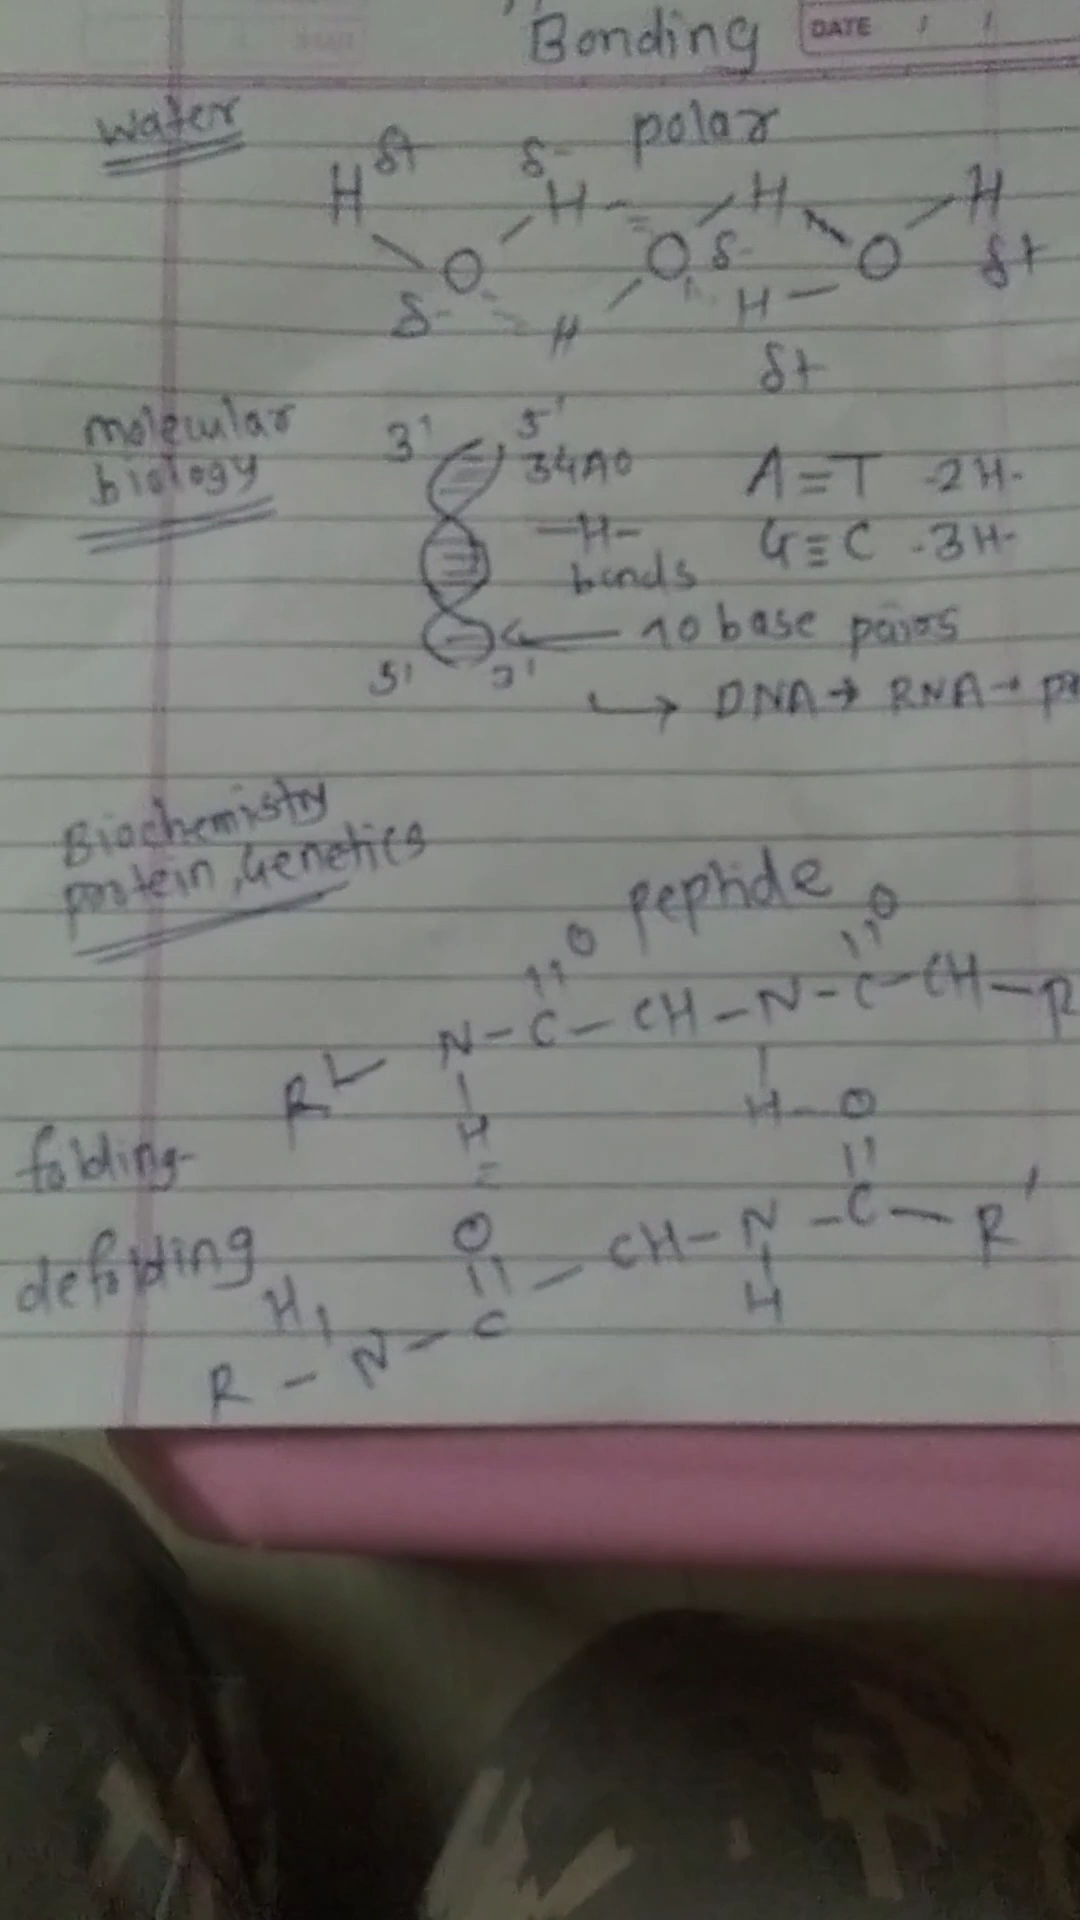 Bonding
DATE / /
water
polar
H δ+ δ- H H H
O O δ- O δ+
δ- H H
δ+
molecular
biology
3' 5'
34A0
A=T -2H-
-H-
bonds
G≡C -3H-
10 base pairs
5' 3'
→ DNA → RNA →
Biochemistry
protein, Genetics
peptide
O O
R N - C - CH - N - C - CH - R
H H - O
folding-
=
defolding
O CH - N - C - R'
H H
R - N - C